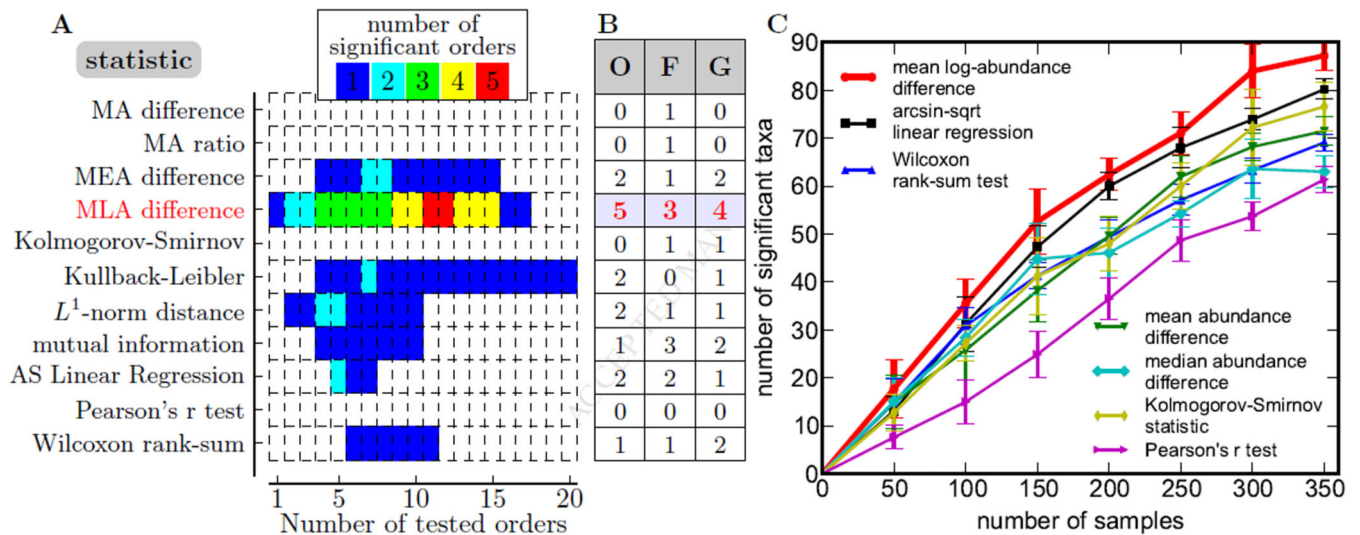 A
number of
significant orders
1 2 3 4 5
statistic
MA difference
MA ratio
MEA difference
MLA difference
Kolmogorov-Smirnov
Kullback-Leibler
L¹-norm distance
mutual information
AS Linear Regression
Pearson's r test
Wilcoxon rank-sum
1 5 10 15 20
Number of tested orders
B
O F G
0 1 0
0 1 0
2 1 2
5 3 4
0 1 1
2 0 1
2 1 1
1 3 2
2 2 1
0 0 0
1 1 2
ACCEPTED MAN
C
number of significant taxa
90
80
70
60
50
40
30
20
10
0
mean log-abundance
difference
arcsin-sqrt
linear regression
Wilcoxon
rank-sum test
mean abundance
difference
median abundance
difference
Kolmogorov-Smirnov
statistic
Pearson's r test
0 50 100 150 200 250 300 350
number of samples